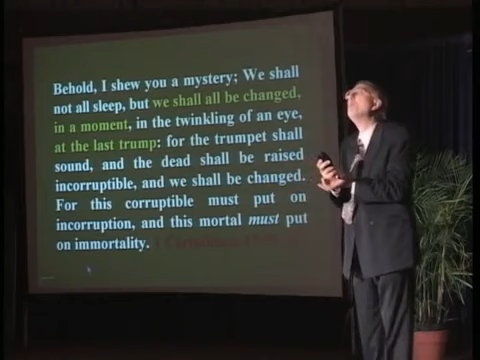 Behold, I shew you a mystery; We shall
not all sleep, but we shall all be changed,
in a moment, in the twinkling of an eye,
at the last trump: for the trumpet shall
sound, and the dead shall be raised
incorruptible, and we shall be changed.
For this corruptible must put on
incorruption, and this mortal must put
on immortality. 1 Corinthians